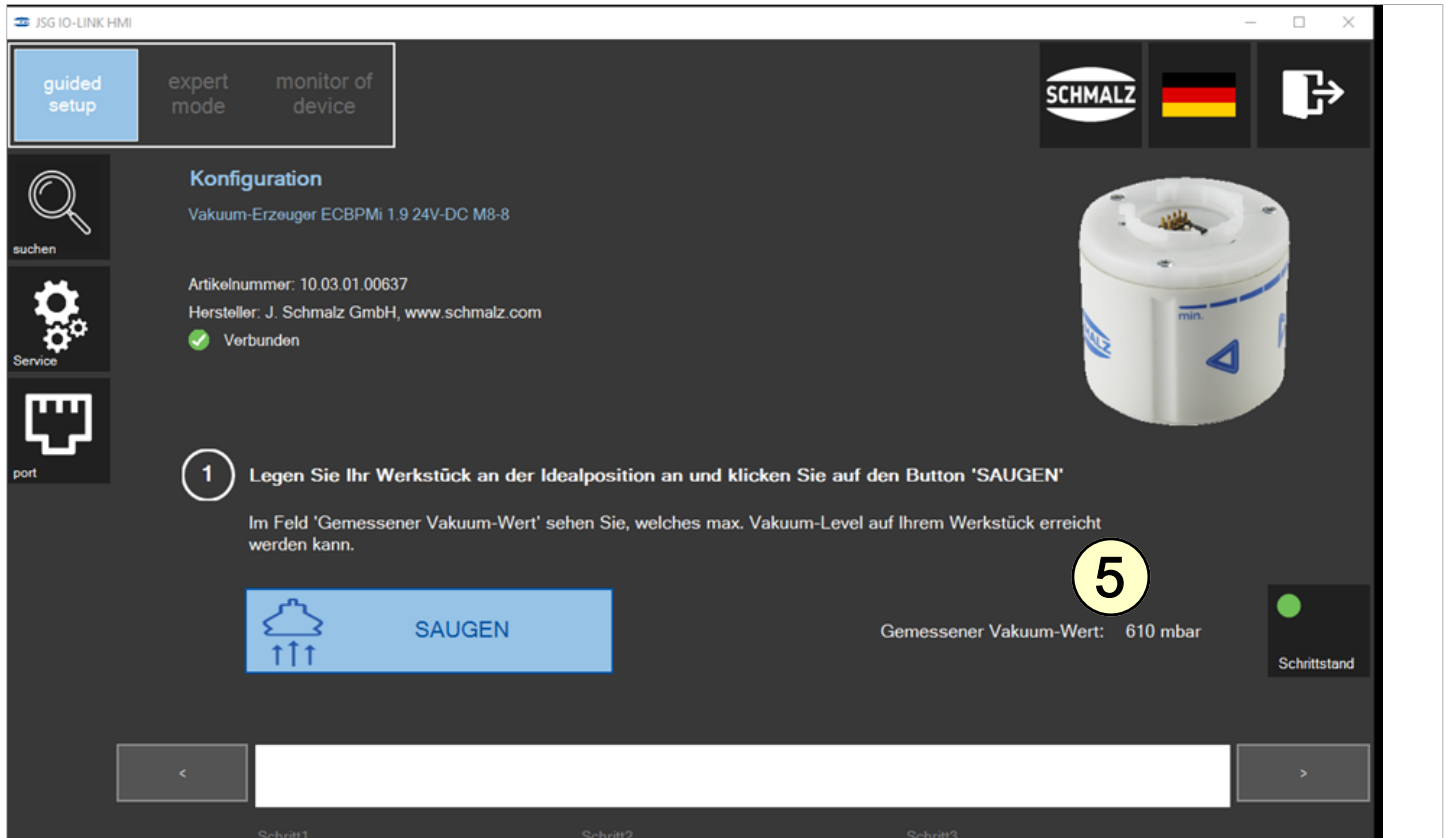 JSG IO-LINK HMI
guided setup
expert mode
monitor of device
SCHMALZ
suchen
Service
port
Konfiguration
Vakuum-Erzeuger ECBPMi 1.9 24V-DC M8-8
Artikelnummer: 10.03.01.00637
Hersteller: J. Schmalz GmbH, www.schmalz.com
Verbunden
min.
1
Legen Sie Ihr Werkstück an der Idealposition an und klicken Sie auf den Button 'SAUGEN'
Im Feld 'Gemessener Vakuum-Wert' sehen Sie, welches max. Vakuum-Level auf Ihrem Werkstück erreicht
werden kann.
5
SAUGEN
Gemessener Vakuum-Wert: 610 mbar
Schrittstand
<
>
Schritt1
Schritt2
Schritt3